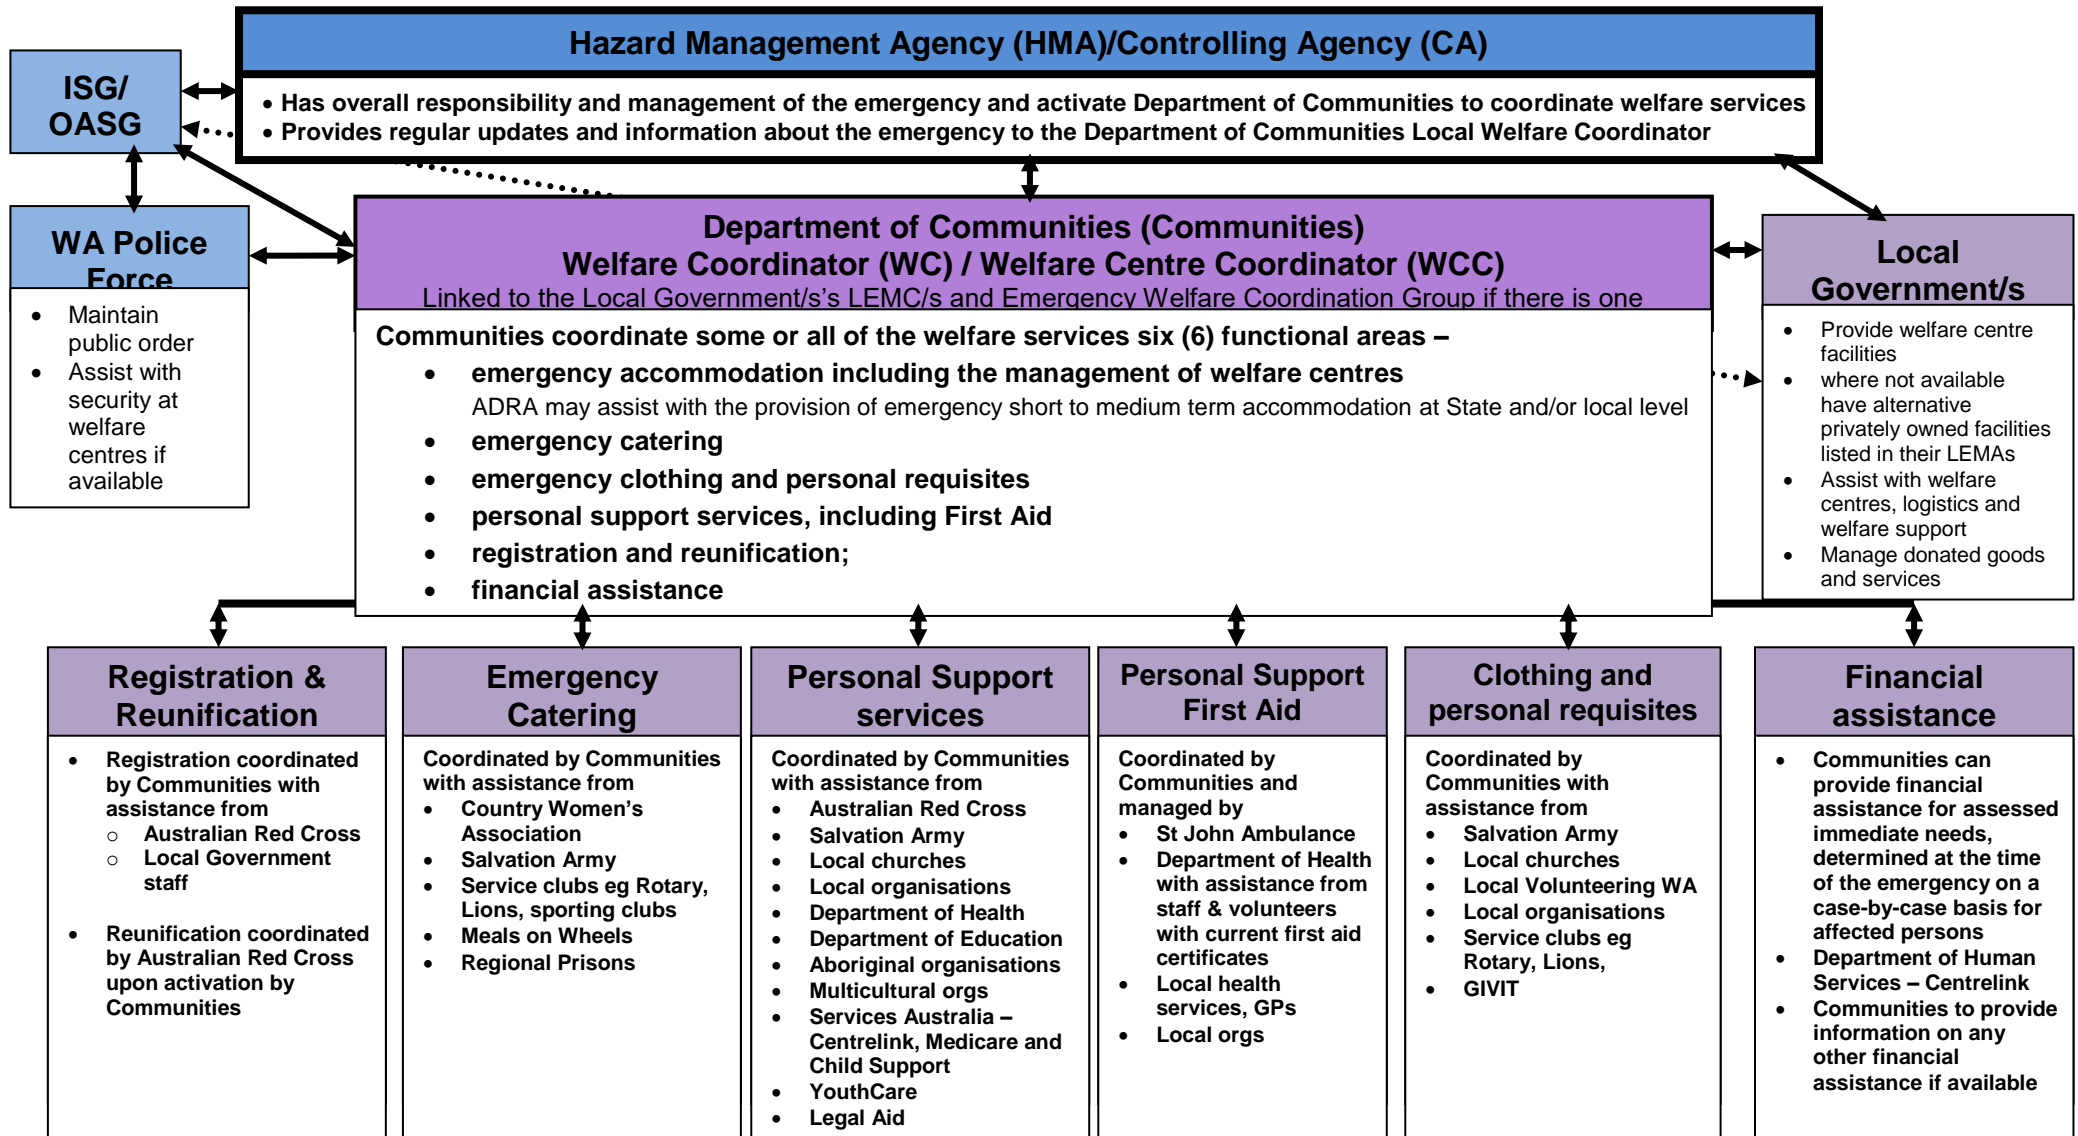 Hazard Management Agency (HMA)/Controlling Agency (CA)
• Has overall responsibility and management of the emergency and activate Department of Communities to coordinate welfare services
• Provides regular updates and information about the emergency to the Department of Communities Local Welfare Coordinator
ISG/
OASG
WA Police
Force
• Maintain
public order
• Assist with
security at
welfare
centres if
available
Department of Communities (Communities)
Welfare Coordinator (WC) / Welfare Centre Coordinator (WCC)
Linked to the Local Government/s's LEMC/s and Emergency Welfare Coordination Group if there is one
Communities coordinate some or all of the welfare services six (6) functional areas –
• emergency accommodation including the management of welfare centres
ADRA may assist with the provision of emergency short to medium term accommodation at State and/or local level
• emergency catering
• emergency clothing and personal requisites
• personal support services, including First Aid
• registration and reunification;
• financial assistance
Local
Government/s
• Provide welfare centre
facilities
• where not available
have alternative
privately owned facilities
listed in their LEMAs
• Assist with welfare
centres, logistics and
welfare support
• Manage donated goods
and services
Registration &
Reunification
• Registration coordinated
by Communities with
assistance from
o Australian Red Cross
o Local Government
staff
• Reunification coordinated
by Australian Red Cross
upon activation by
Communities
Emergency
Catering
Coordinated by Communities
with assistance from
• Country Women's
Association
• Salvation Army
• Service clubs eg Rotary,
Lions, sporting clubs
• Meals on Wheels
• Regional Prisons
Personal Support
services
Coordinated by Communities
with assistance from
• Australian Red Cross
• Salvation Army
• Local churches
• Local organisations
• Department of Health
• Department of Education
• Aboriginal organisations
• Multicultural orgs
• Services Australia –
Centrelink, Medicare and
Child Support
• YouthCare
• Legal Aid
Personal Support
First Aid
Coordinated by
Communities and
managed by
• St John Ambulance
• Department of Health
with assistance from
staff & volunteers
with current first aid
certificates
• Local health
services, GPs
• Local orgs
Clothing and
personal requisites
Coordinated by
Communities with
assistance from
• Salvation Army
• Local churches
• Local Volunteering WA
• Local organisations
• Service clubs eg
Rotary, Lions,
• GIVIT
Financial
assistance
• Communities can
provide financial
assistance for assessed
immediate needs,
determined at the time
of the emergency on a
case-by-case basis for
affected persons
• Department of Human
Services – Centrelink
• Communities to provide
information on any
other financial
assistance if available